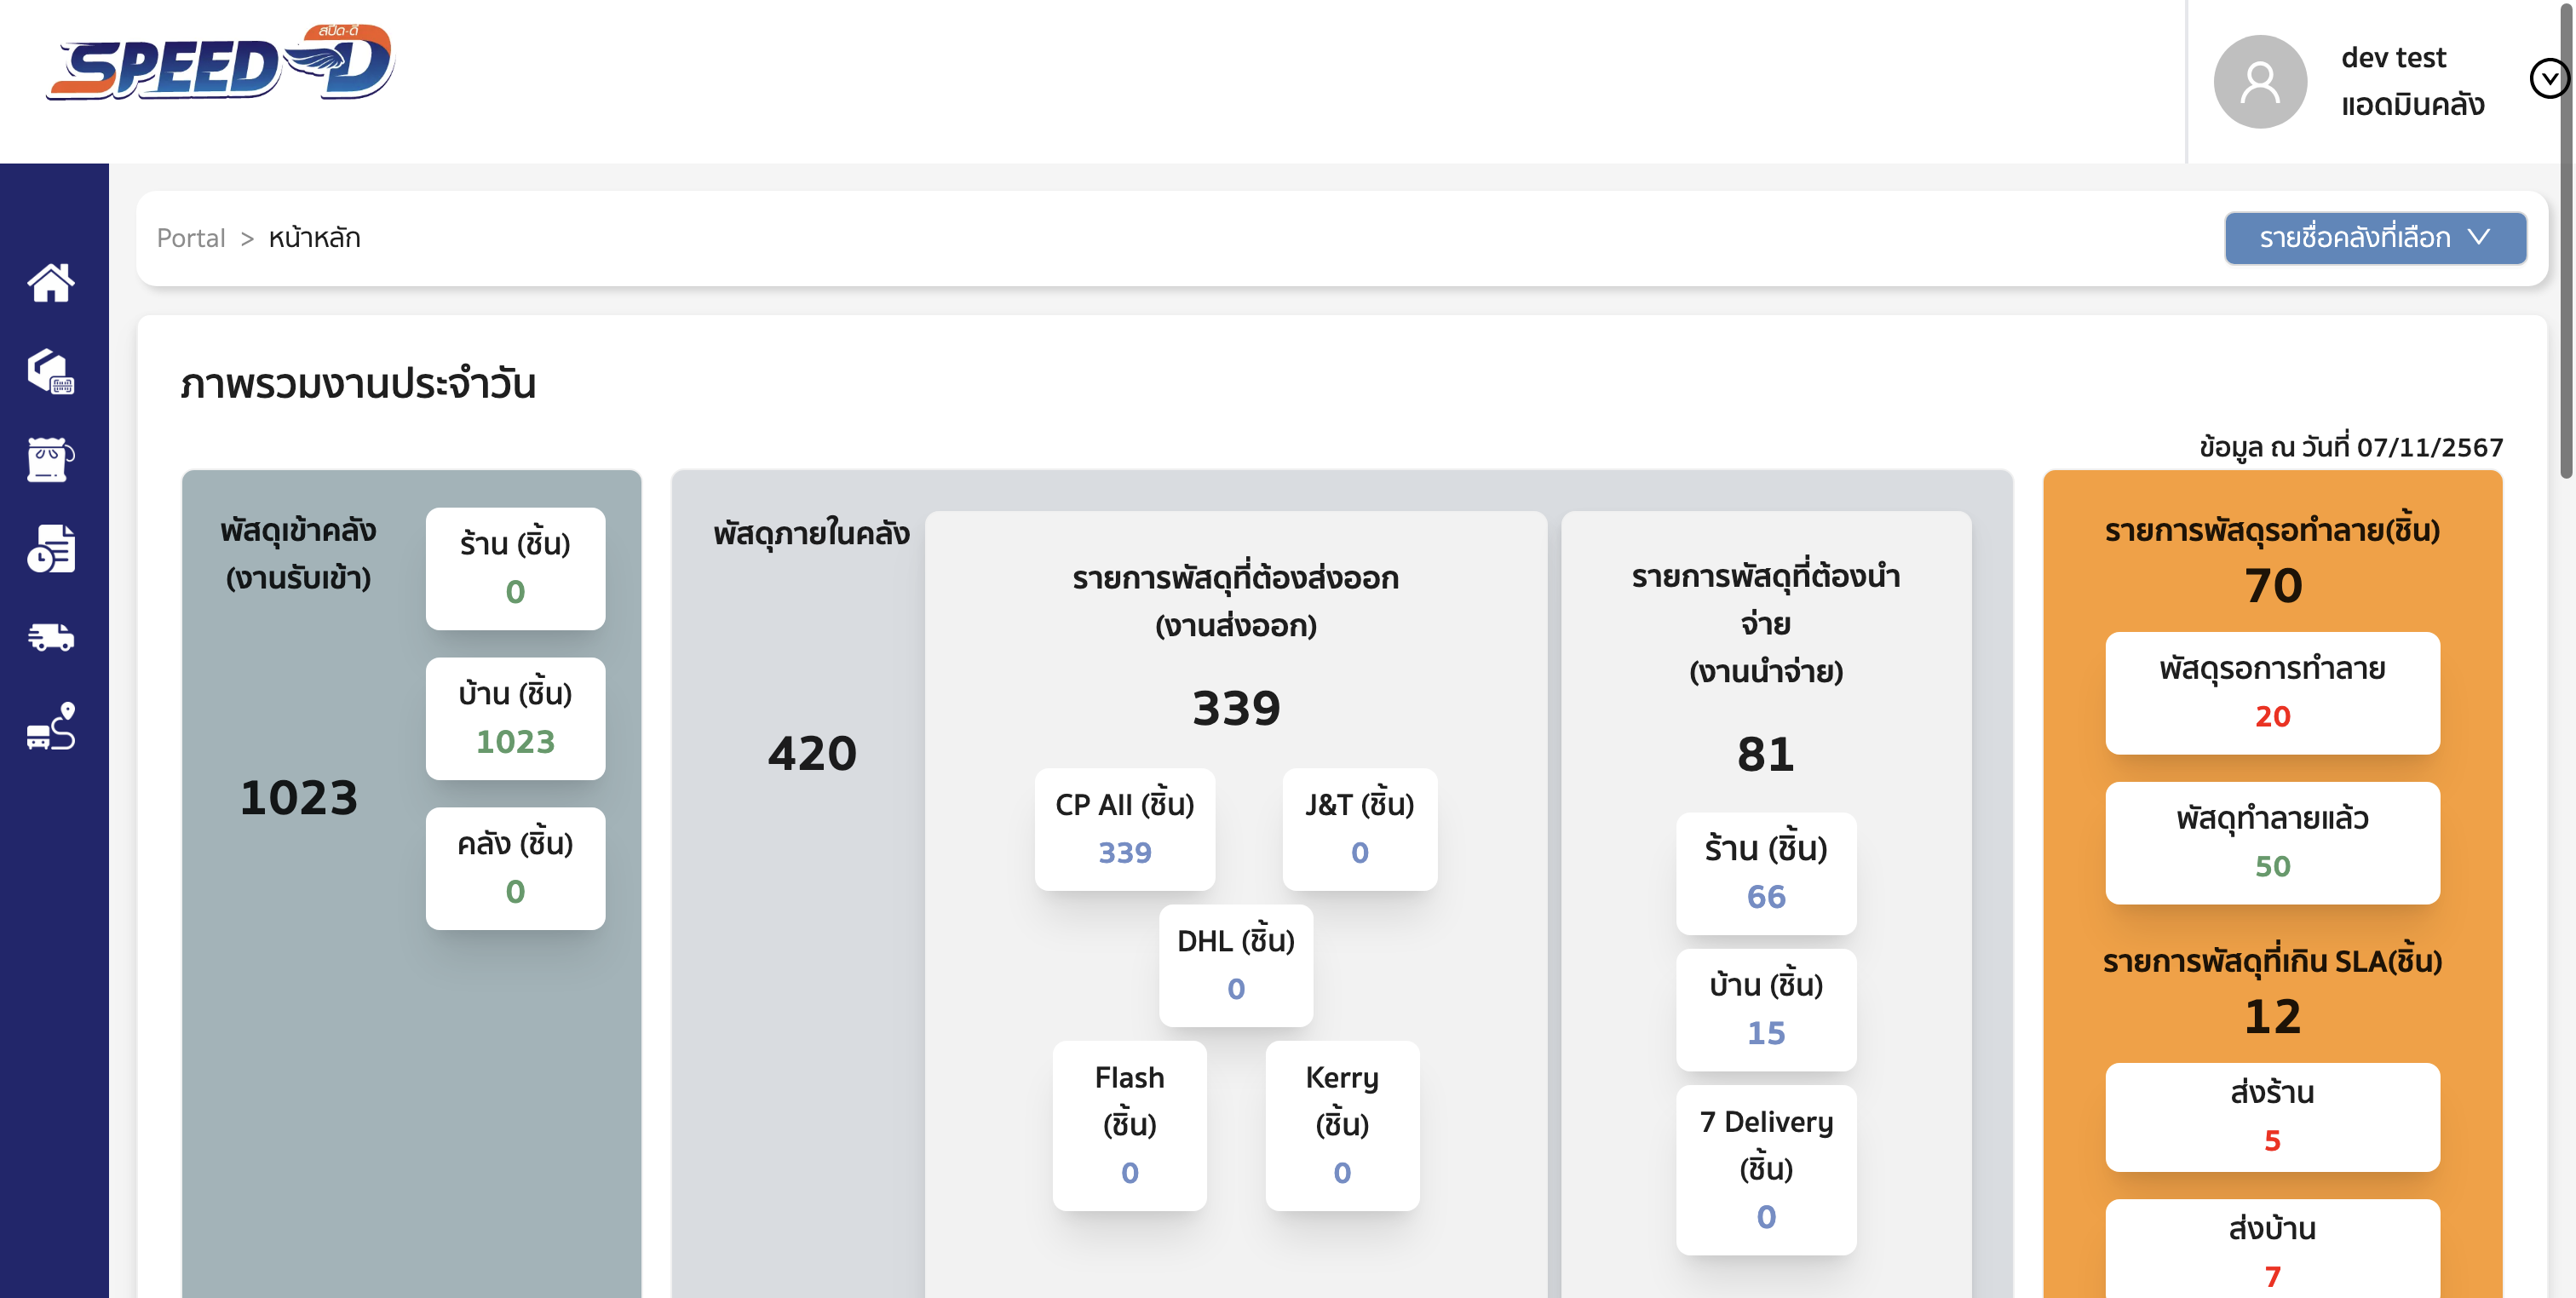 สปีด-ดี
SPEED-D
dev test
แอดมินคลัง
Portal > หน้าหลัก
รายชื่อคลังที่เลือก
ภาพรวมงานประจำวัน
ข้อมูล ณ วันที่ 07/11/2567
พัสดุเข้าคลัง
(งานรับเข้า)
1023
ร้าน (ชิ้น)
0
บ้าน (ชิ้น)
1023
คลัง (ชิ้น)
0
พัสดุภายในคลัง
420
รายการพัสดุที่ต้องส่งออก
(งานส่งออก)
339
CP All (ชิ้น)
339
J&T (ชิ้น)
0
DHL (ชิ้น)
0
Flash
(ชิ้น)
0
Kerry
(ชิ้น)
0
รายการพัสดุที่ต้องนำ
จ่าย
(งานนำจ่าย)
81
ร้าน (ชิ้น)
66
บ้าน (ชิ้น)
15
7 Delivery
(ชิ้น)
0
รายการพัสดุรอทำลาย(ชิ้น)
70
พัสดุรอการทำลาย
20
พัสดุทำลายแล้ว
50
รายการพัสดุที่เกิน SLA(ชิ้น)
12
ส่งร้าน
5
ส่งบ้าน
7